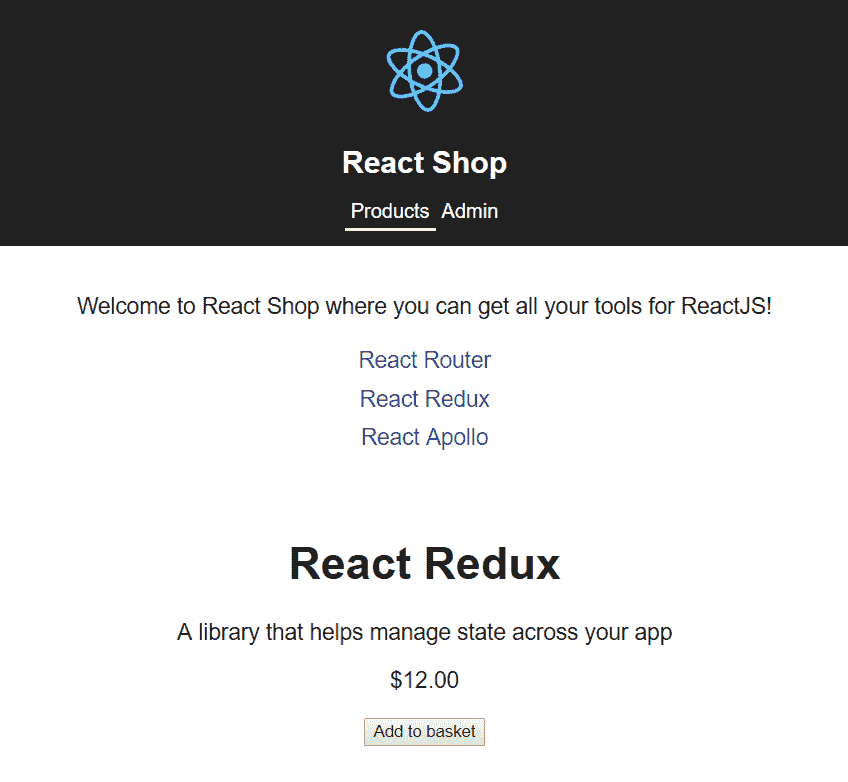 React Shop
Products Admin
Welcome to React Shop where you can get all your tools for ReactJS!
React Router
React Redux
React Apollo
React Redux
A library that helps manage state across your app
$12.00
Add to basket